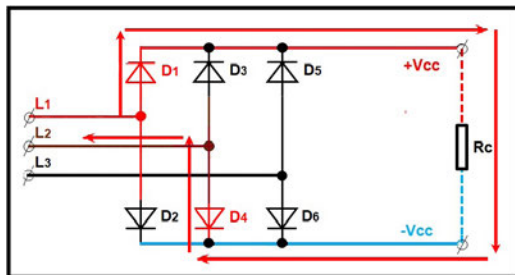 D1 D3 D5
+Vcc
L1
L2
L3
Rc
D2 D4 D6
-Vcc